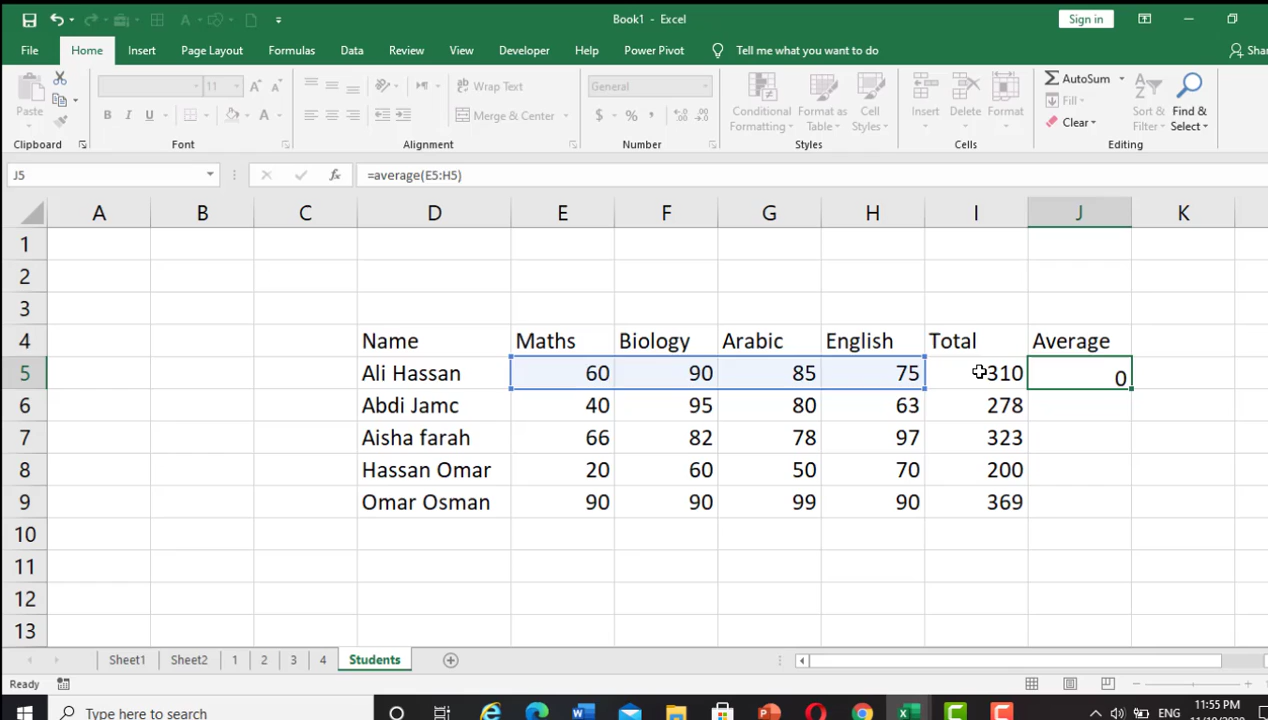 Book1 - Excel
Sign in
File Home Insert Page Layout Formulas Data Review View Developer Help Power Pivot Tell me what you want to do
Paste
11
B I U
A
Wrap Text
Merge & Center
General
$ % ,
Conditional Formatting
Format as Table
Cell Styles
Insert
Delete
Format
AutoSum
Fill
Clear
Sort & Filter
Find & Select
Clipboard Font Alignment Number Styles Cells Editing
J5 fx =average(E5:H5)
A B C D E F G H I J K
1
2
3
4 Name Maths Biology Arabic English Total Average
5 Ali Hassan 60 90 85 75 310 0
6 Abdi Jamc 40 95 80 63 278
7 Aisha farah 66 82 78 97 323
8 Hassan Omar 20 60 50 70 200
9 Omar Osman 90 90 99 90 369
10
11
12
13
Sheet1 Sheet2 1 2 3 4 Students
Ready
Type here to search
ENG
11:55 PM